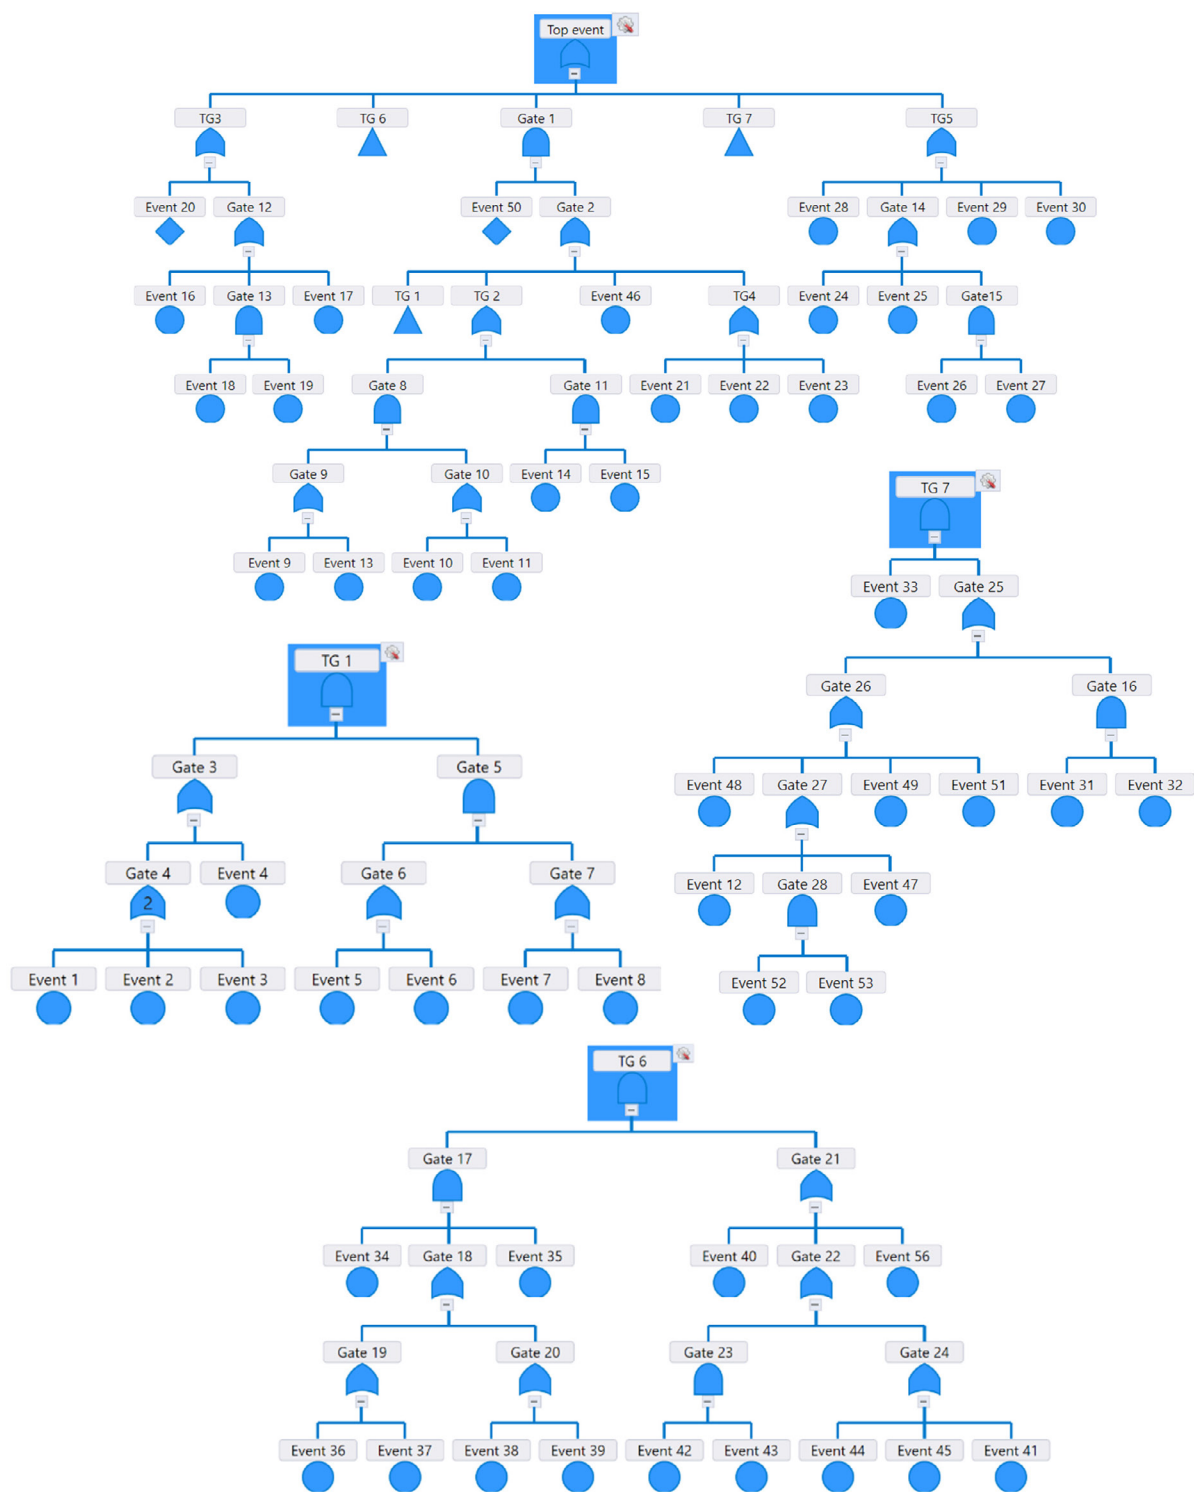 Top event
TG3
TG 6
Gate 1
TG 7
TG5
Event 20
Gate 12
Event 50
Gate 2
Event 28
Gate 14
Event 29
Event 30
Event 16
Gate 13
Event 17
TG 1
TG 2
Event 46
TG4
Event 24
Event 25
Gate15
Event 18
Event 19
Gate 8
Gate 11
Event 21
Event 22
Event 23
Event 26
Event 27
Gate 9
Gate 10
Event 14
Event 15
Event 9
Event 13
Event 10
Event 11
TG 7
Event 33
Gate 25
Gate 26
Gate 16
Event 48
Gate 27
Event 49
Event 51
Event 31
Event 32
Event 12
Gate 28
Event 47
Event 52
Event 53
TG 1
Gate 3
Gate 5
Gate 4
Event 4
Gate 6
Gate 7
2
Event 1
Event 2
Event 3
Event 5
Event 6
Event 7
Event 8
TG 6
Gate 17
Gate 21
Event 34
Gate 18
Event 35
Event 40
Gate 22
Event 56
Gate 19
Gate 20
Gate 23
Gate 24
Event 36
Event 37
Event 38
Event 39
Event 42
Event 43
Event 44
Event 45
Event 41